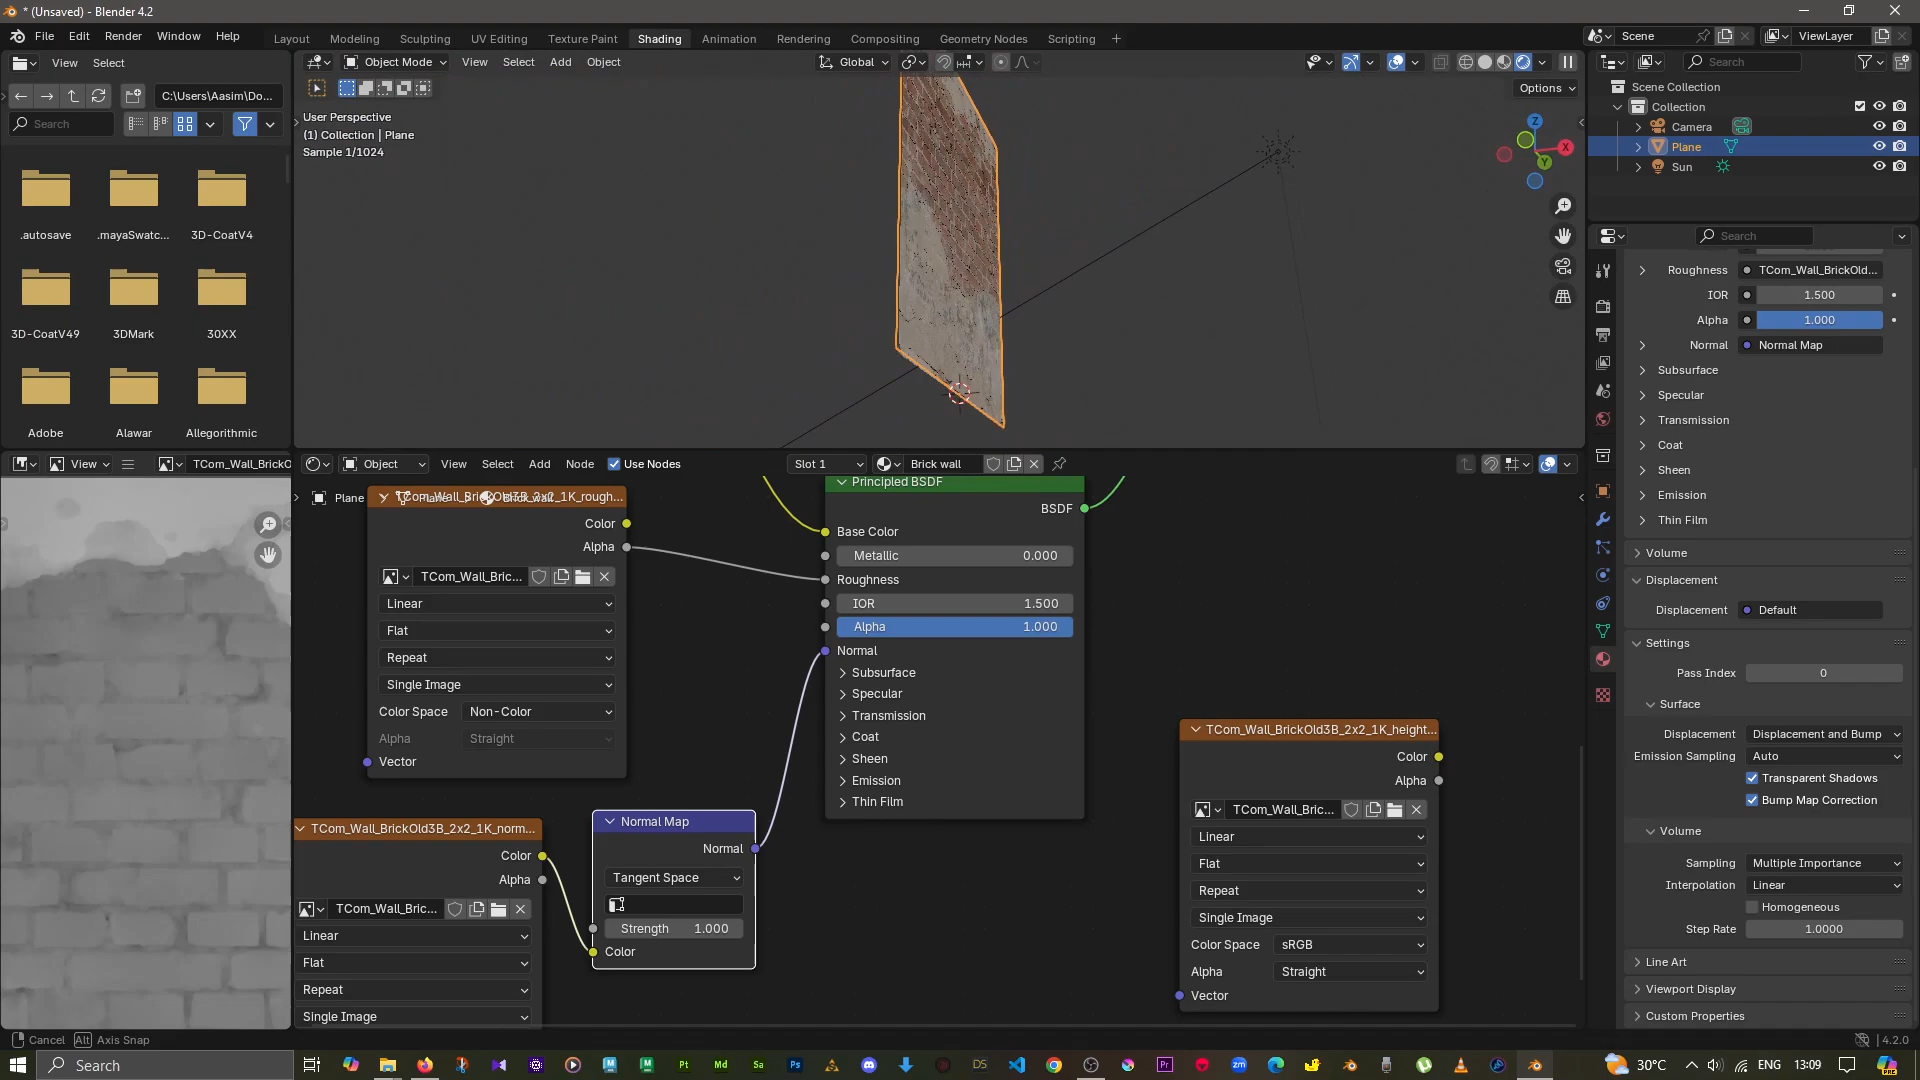 * (Unsaved) - Blender 4.2
File Edit Render Window Help
Layout Modeling Sculpting UV Editing Texture Paint Shading Animation Rendering Compositing Geometry Nodes Scripting
Scene
ViewLayer
View Select
C:\Users\Aasim\Do...
Search
.autosave .mayaSwatc... 3D-CoatV4
3D-CoatV49 3DMark 30XX
Adobe Alawar Allegorithmic
Object Mode View Select Add Object
Global
Options
User Perspective
(1) Collection | Plane
Sample 1/1024
Z
X
Y
Search
Scene Collection
Collection
Camera
Plane
Sun
Search
Roughness TCom_Wall_BrickOld...
IOR 1.500
Alpha 1.000
Normal Normal Map
Subsurface
Specular
Transmission
Coat
Sheen
Emission
Thin Film
Volume
Displacement
Displacement Default
Settings
Pass Index 0
Surface
Displacement Displacement and Bump
Emission Sampling Auto
Transparent Shadows
Bump Map Correction
Volume
Sampling Multiple Importance
Interpolation Linear
Homogeneous
Step Rate 1.0000
Line Art
Viewport Display
Custom Properties
View
TCom_Wall_BrickO
Object View Select Add Node Use Nodes
Slot 1
Brick wall
Plane
TCom_Wall_BrickOld3B_2x2_1K_rough...
Color
Alpha
TCom_Wall_Bric...
Linear
Flat
Repeat
Single Image
Color Space Non-Color
Alpha Straight
Vector
TCom_Wall_BrickOld3B_2x2_1K_norm...
Color
Alpha
TCom_Wall_Bric...
Linear
Flat
Repeat
Single Image
Normal Map
Normal
Tangent Space
Strength 1.000
Color
Principled BSDF
BSDF
Base Color
Metallic 0.000
Roughness
IOR 1.500
Alpha 1.000
Normal
Subsurface
Specular
Transmission
Coat
Sheen
Emission
Thin Film
TCom_Wall_BrickOld3B_2x2_1K_height...
Color
Alpha
TCom_Wall_Bric...
Linear
Flat
Repeat
Single Image
Color Space sRGB
Alpha Straight
Vector
Cancel Alt Axis Snap
4.2.0
Search
Pt Md Sa Ps DS Pr zm
30°C
ENG 13:09